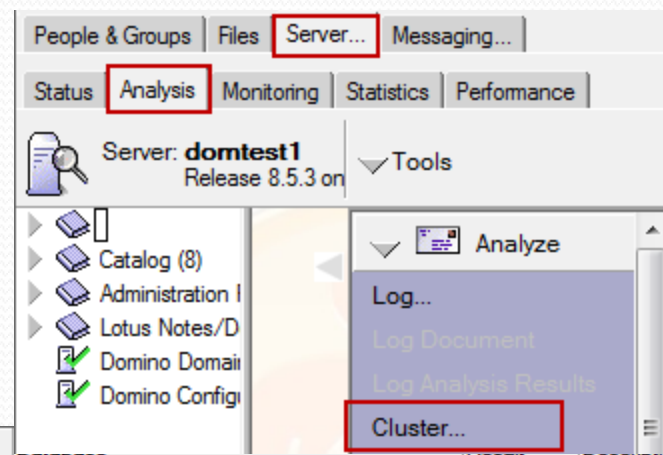 People & Groups Files Server... Messaging...
Status Analysis Monitoring Statistics Performance
Server: domtest1
Release 8.5.3 on
Tools
Analyze
Catalog (8)
Administration
Lotus Notes/D
Domino Domai
Domino Config
Log...
Log Document
Log Analysis Results
Cluster...